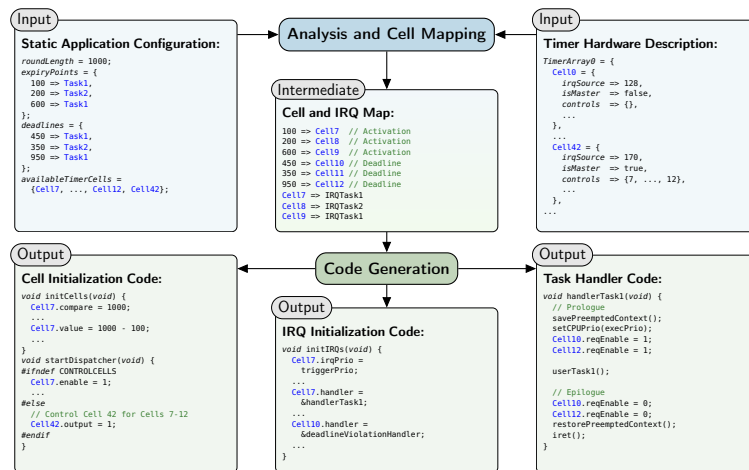 Input
Static Application Configuration:
roundLength = 1000;
expiryPoints = {
100 => Task1,
200 => Task2,
600 => Task1
};
deadlines = {
450 => Task1,
350 => Task2,
950 => Task1
};
availableTimerCells =
{Cell7, ..., Cell12, Cell42};
Analysis and Cell Mapping
Intermediate
Cell and IRQ Map:
100 => Cell7 // Activation
200 => Cell8 // Activation
600 => Cell9 // Activation
450 => Cell10 // Deadline
350 => Cell11 // Deadline
950 => Cell12 // Deadline
Cell7 => IRQTask1
Cell8 => IRQTask2
Cell9 => IRQTask1
Input
Timer Hardware Description:
TimerArray0 = {
Cell0 = {
irqSource => 128,
isMaster => false,
controls => {},
...
},
...
Cell42 = {
irqSource => 170,
isMaster => true,
controls => {7, ..., 12},
...
},
...
Code Generation
Output
Cell Initialization Code:
void initCells(void) {
Cell7.compare = 1000;
...
Cell7.value = 1000 - 100;
...
}
void startDispatcher(void) {
#ifndef CONTROLCELLS
Cell7.enable = 1;
...
#else
// Control Cell 42 for Cells 7-12
Cell42.output = 1;
#endif
}
Output
IRQ Initialization Code:
void initIRQs(void) {
Cell7.irqPrio =
triggerPrio;
...
Cell7.handler =
&handlerTask1;
...
Cell10.handler =
&deadlineViolationHandler;
...
}
Output
Task Handler Code:
void handlerTask1(void) {
// Prologue
savePreemptedContext();
setCPUPrio(execPrio);
Cell10.reqEnable = 1;
Cell12.reqEnable = 1;
userTask1();
// Epilogue
Cell10.reqEnable = 0;
Cell12.reqEnable = 0;
restorePreemptedContext();
iret();
}